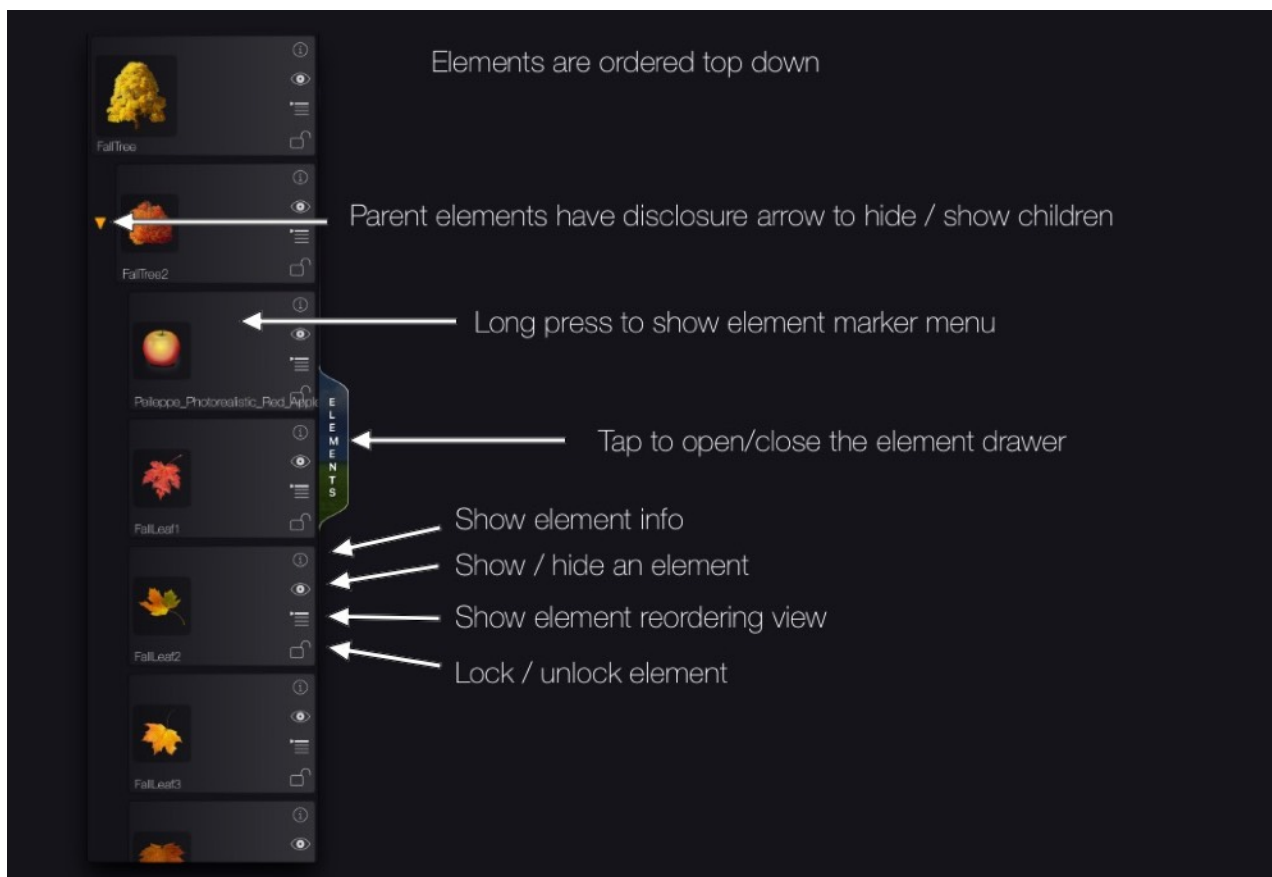 Elements are ordered top down
FallTree
Parent elements have disclosure arrow to hide / show children
FallTree2
Long press to show element marker menu
Peileppe_Photorealistic_Red_Apple
ELEMENTS
Tap to open/close the element drawer
FallLeaf1
Show element info
Show / hide an element
Show element reordering view
FallLeaf2
Lock / unlock element
FallLeaf3